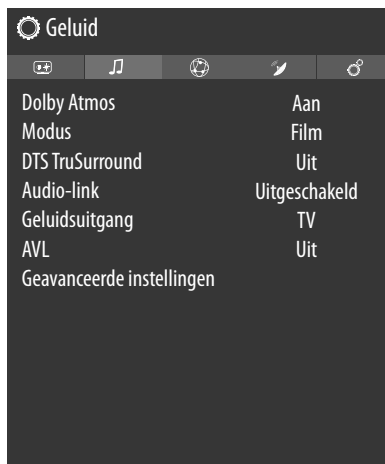 Geluid
Dolby Atmos Aan
Modus Film
DTS TruSurround Uit
Audio-link Uitgeschakeld
Geluidsuitgang TV
AVL Uit
Geavanceerde instellingen